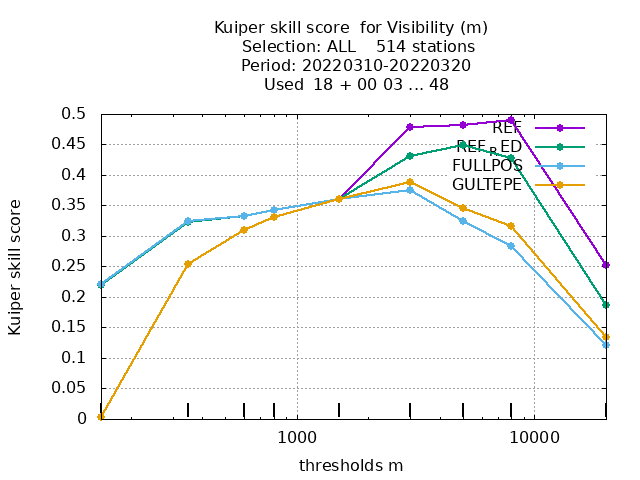 Kuiper skill score  for Visibility (m)
Selection: ALL    514 stations
Period: 20220310-20220320
Used  18 + 00 03 ... 48
Kuiper skill score
0.5
0.45
0.4
0.35
0.3
0.25
0.2
0.15
0.1
0.05
0
REF
REF_RED
FULLPOS
GULTEPE
1000
10000
thresholds m